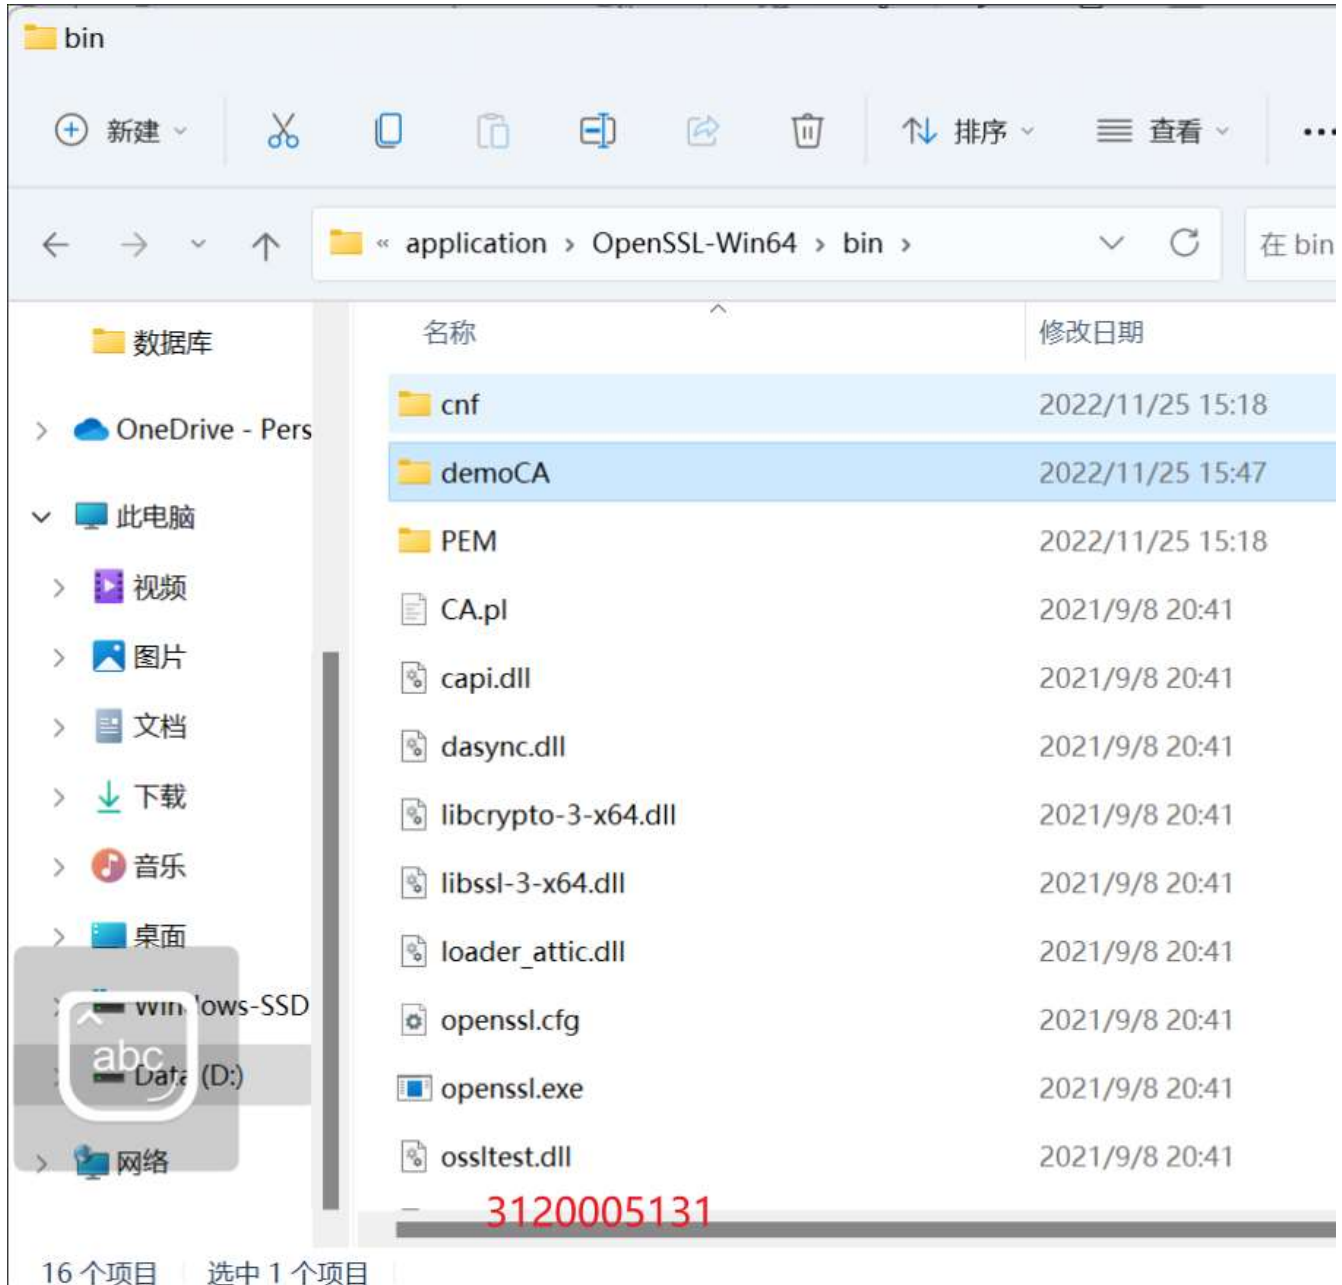 bin
新建 排序 查看 ...
« application › OpenSSL-Win64 › bin › 在 bin
数据库
OneDrive - Pers
此电脑
视频
图片
文档
下载
音乐
桌面
Windows-SSD
Data (D:)
网络
abc
名称 修改日期
cnf 2022/11/25 15:18
demoCA 2022/11/25 15:47
PEM 2022/11/25 15:18
CA.pl 2021/9/8 20:41
capi.dll 2021/9/8 20:41
dasync.dll 2021/9/8 20:41
libcrypto-3-x64.dll 2021/9/8 20:41
libssl-3-x64.dll 2021/9/8 20:41
loader_attic.dll 2021/9/8 20:41
openssl.cfg 2021/9/8 20:41
openssl.exe 2021/9/8 20:41
ossltest.dll 2021/9/8 20:41
3120005131
16 个项目 选中 1 个项目